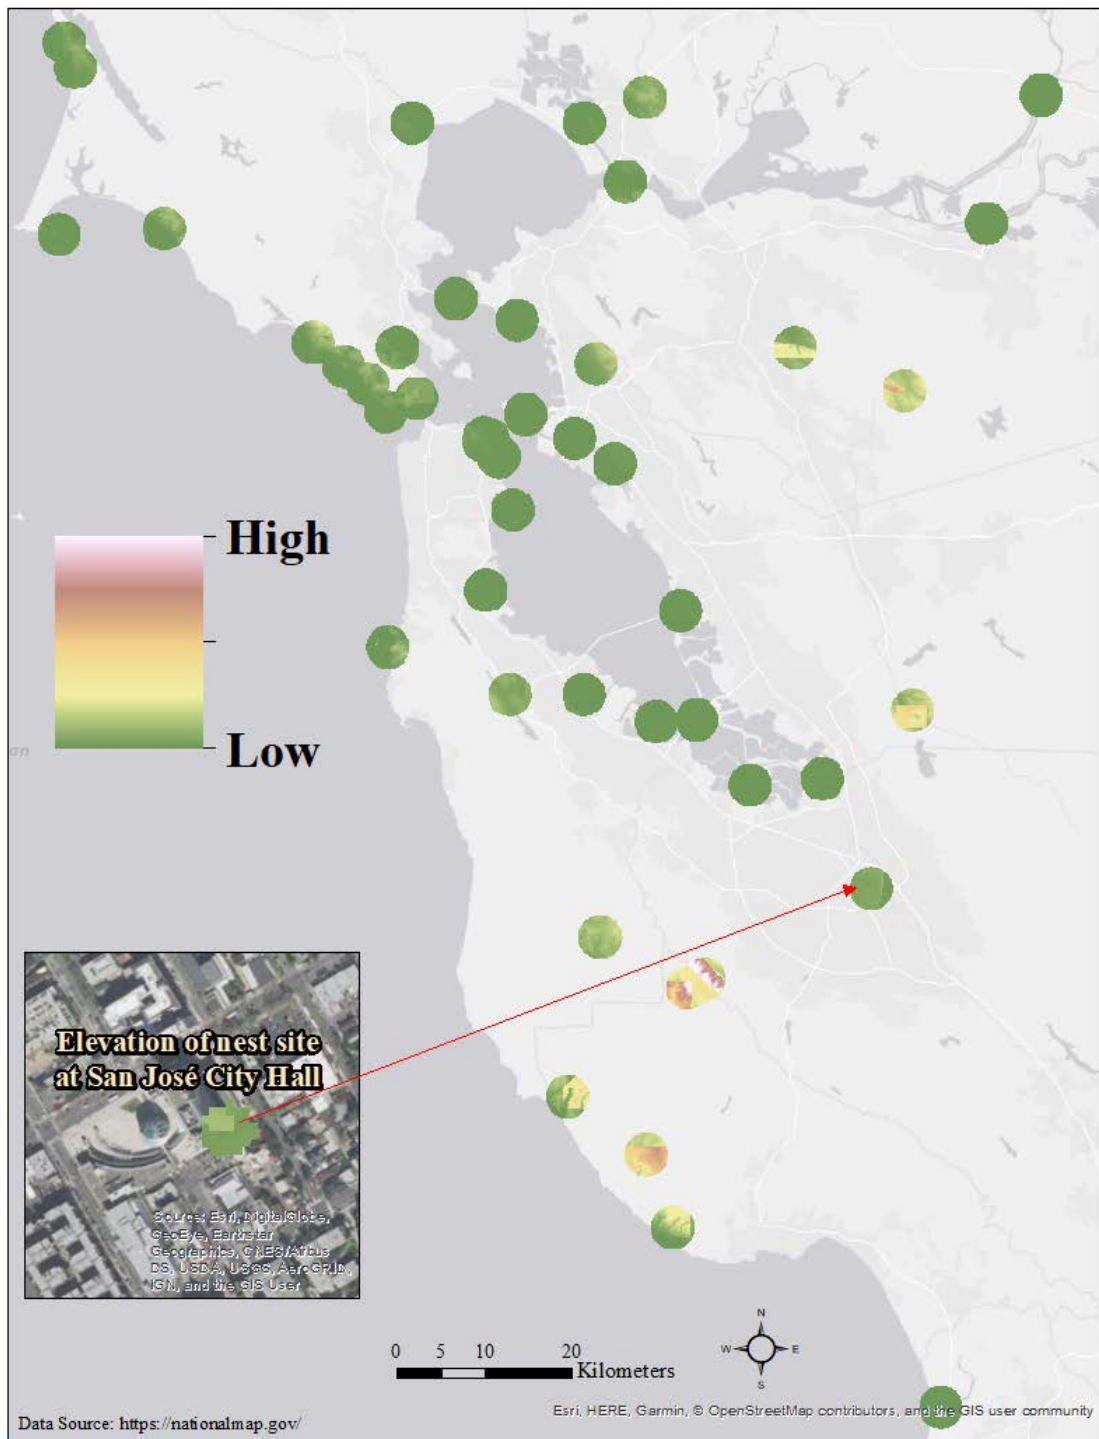 High
Low
an
Elevation of nest site
at San José City Hall
Source: Esri, DigitalGlobe,
GeoEye, Earthstar
Geographics, CNES/Airbus
DS, USDA, USGS, AeroGRID,
IGN, and the GIS User
N
W E
S
0 5 10 20
Kilometers
Data Source: https://nationalmap.gov/
Esri, HERE, Garmin, © OpenStreetMap contributors, and the GIS user community